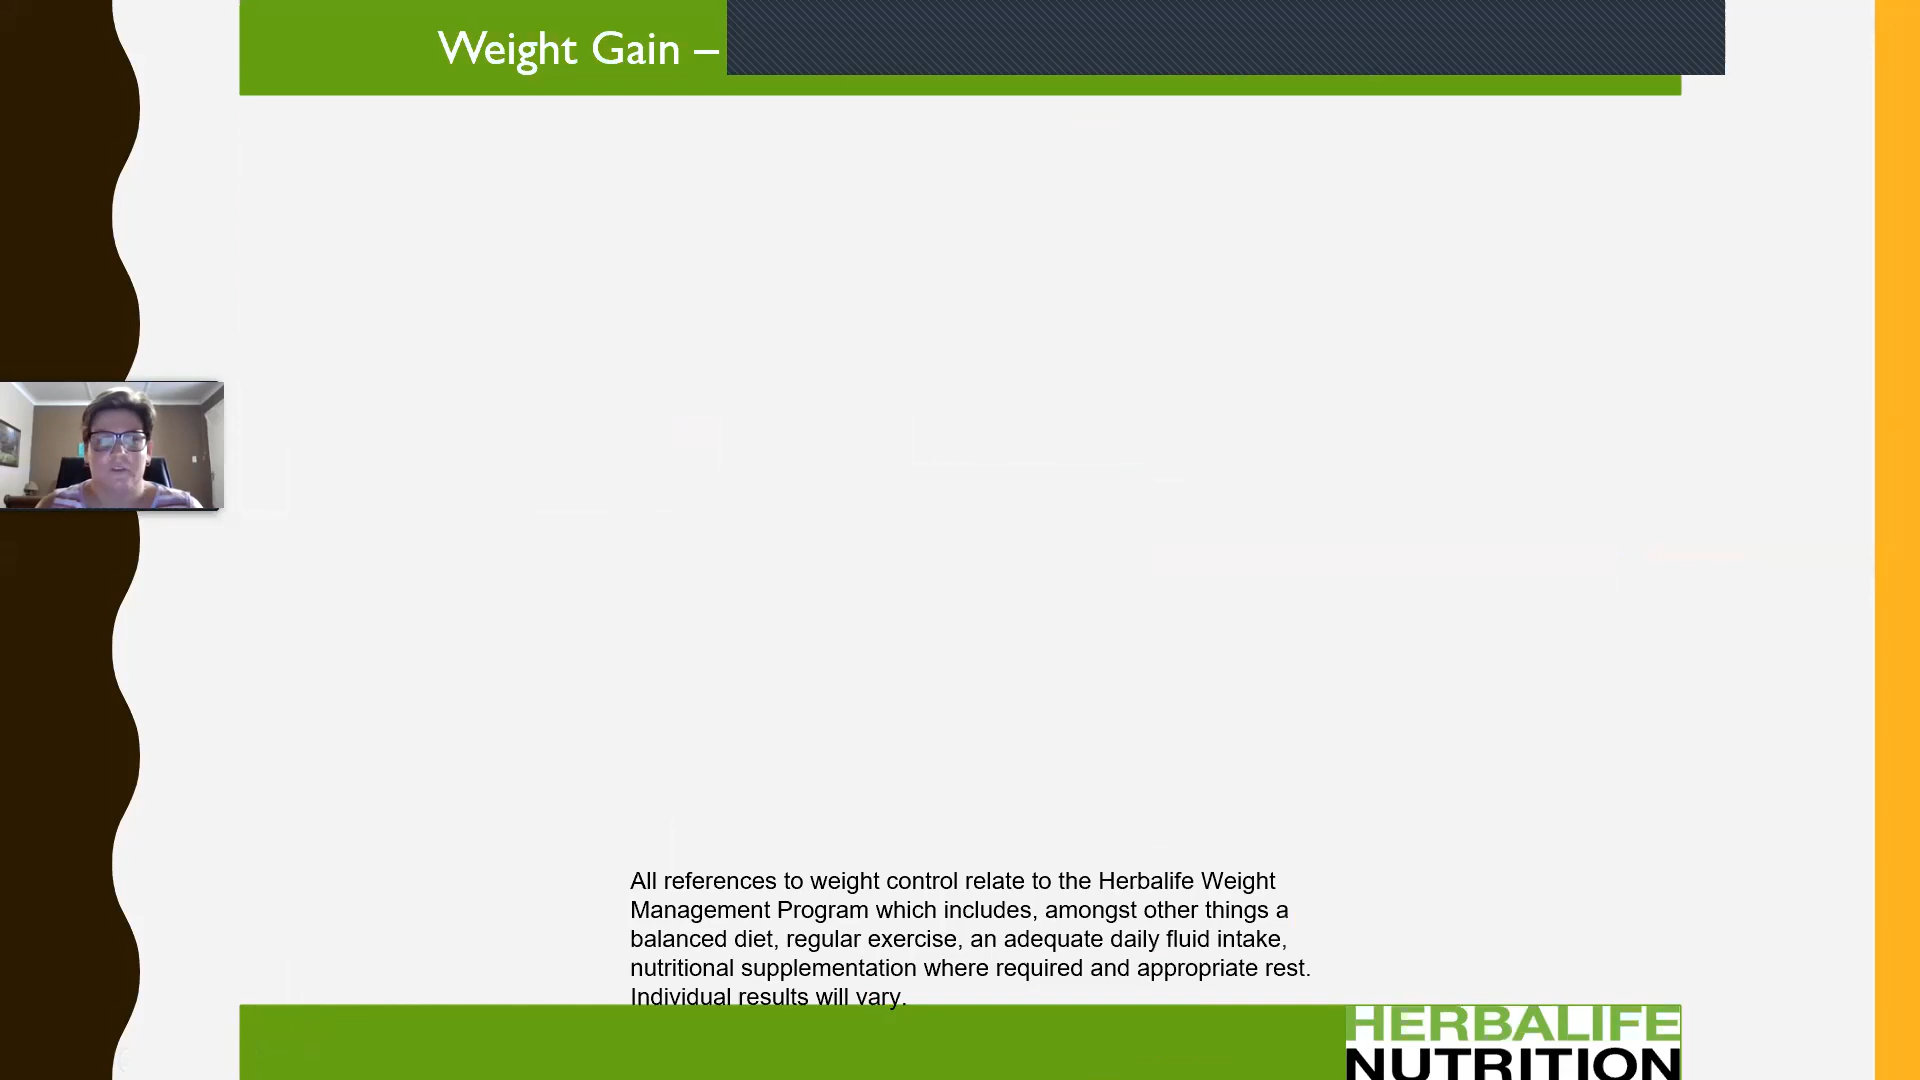 Weight Gain –
All references to weight control relate to the Herbalife Weight
Management Program which includes, amongst other things a
balanced diet, regular exercise, an adequate daily fluid intake,
nutritional supplementation where required and appropriate rest.
Individual results will vary.
HERBALIFE
NUTRITION